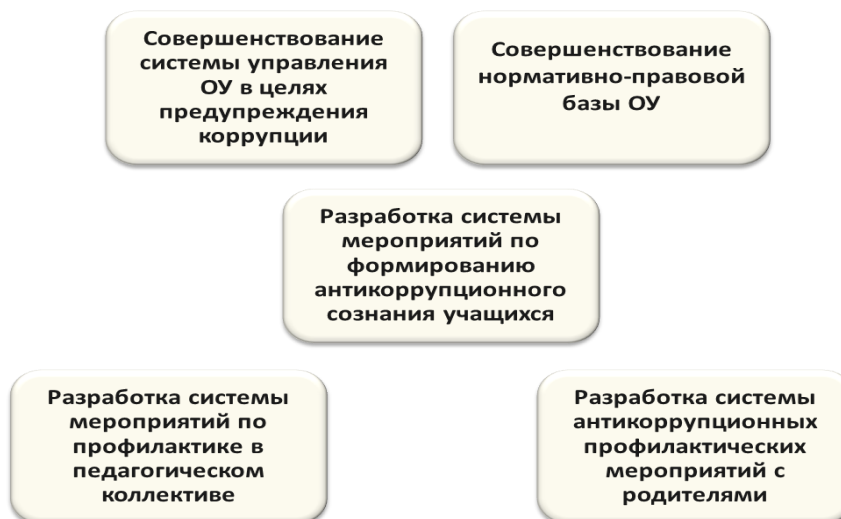 Совершенствование
системы управления
ОУ в целях
предупреждения
коррупции
Совершенствование
нормативно-правовой
базы ОУ
Разработка системы
мероприятий по
формированию
антикоррупционного
сознания учащихся
Разработка системы
мероприятий по
профилактике в
педагогическом
коллективе
Разработка системы
антикоррупционных
профилактических
мероприятий с
родителями